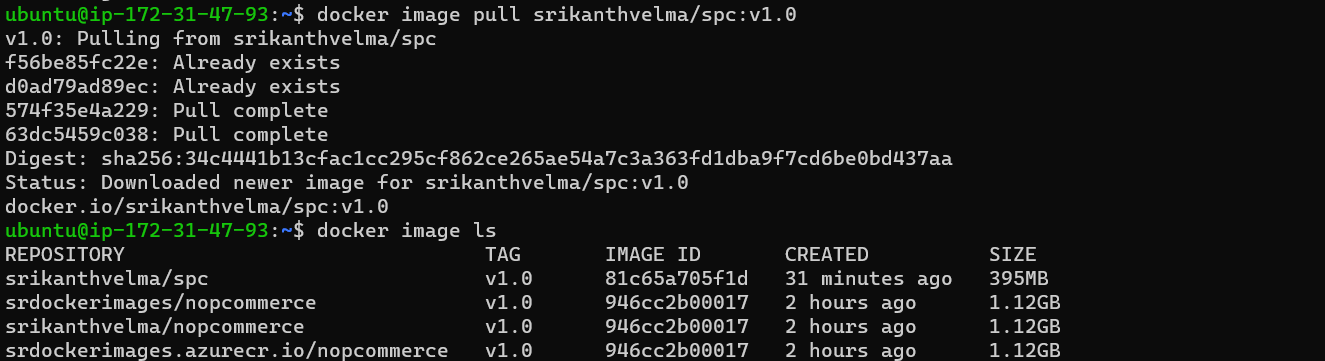 ubuntu@ip-172-31-47-93:~$ docker image pull srikanthvelma/spc:v1.0
v1.0: Pulling from srikanthvelma/spc
f56be85fc22e: Already exists
d0ad79ad89ec: Already exists
574f35e4a229: Pull complete
63dc5459c038: Pull complete
Digest: sha256:34c4441b13cfac1cc295cf862ce265ae54a7c3a363fd1dba9f7cd6be0bd437aa
Status: Downloaded newer image for srikanthvelma/spc:v1.0
docker.io/srikanthvelma/spc:v1.0
ubuntu@ip-172-31-47-93:~$ docker image ls
REPOSITORY                              TAG       IMAGE ID       CREATED          SIZE
srikanthvelma/spc                       v1.0      81c65a705f1d   31 minutes ago   395MB
srdockerimages/nopcommerce              v1.0      946cc2b00017   2 hours ago      1.12GB
srikanthvelma/nopcommerce               v1.0      946cc2b00017   2 hours ago      1.12GB
srdockerimages.azurecr.io/nopcommerce   v1.0      946cc2b00017   2 hours ago      1.12GB